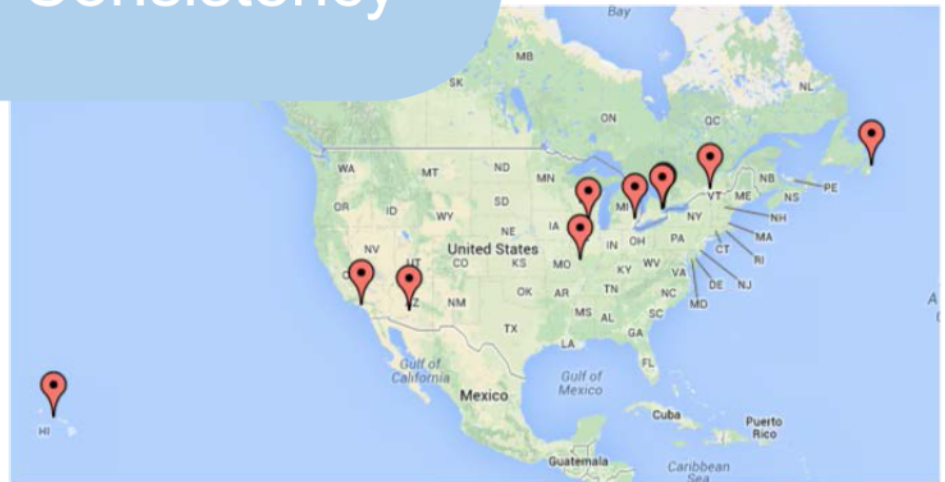 Consistency
Bay
MB
SK
NL
ON
QC
WA
MT
ND
MN
NB
PE
VT
ME
NS
MI
OR
ID
SD
WY
NY
NH
IA
NE
MA
NV
United States
IN
OH
PA
CT
RI
UT
CO
KS
MO
KY
WV
VA
DE
NJ
OK
AR
TN
NC
MD
NM
MS
AL
SC
GA
TX
LA
FL
Gulf of
California
Gulf of
Mexico
Mexico
Cuba
Puerto
Rico
HI
Guatemala
Caribbean
Sea